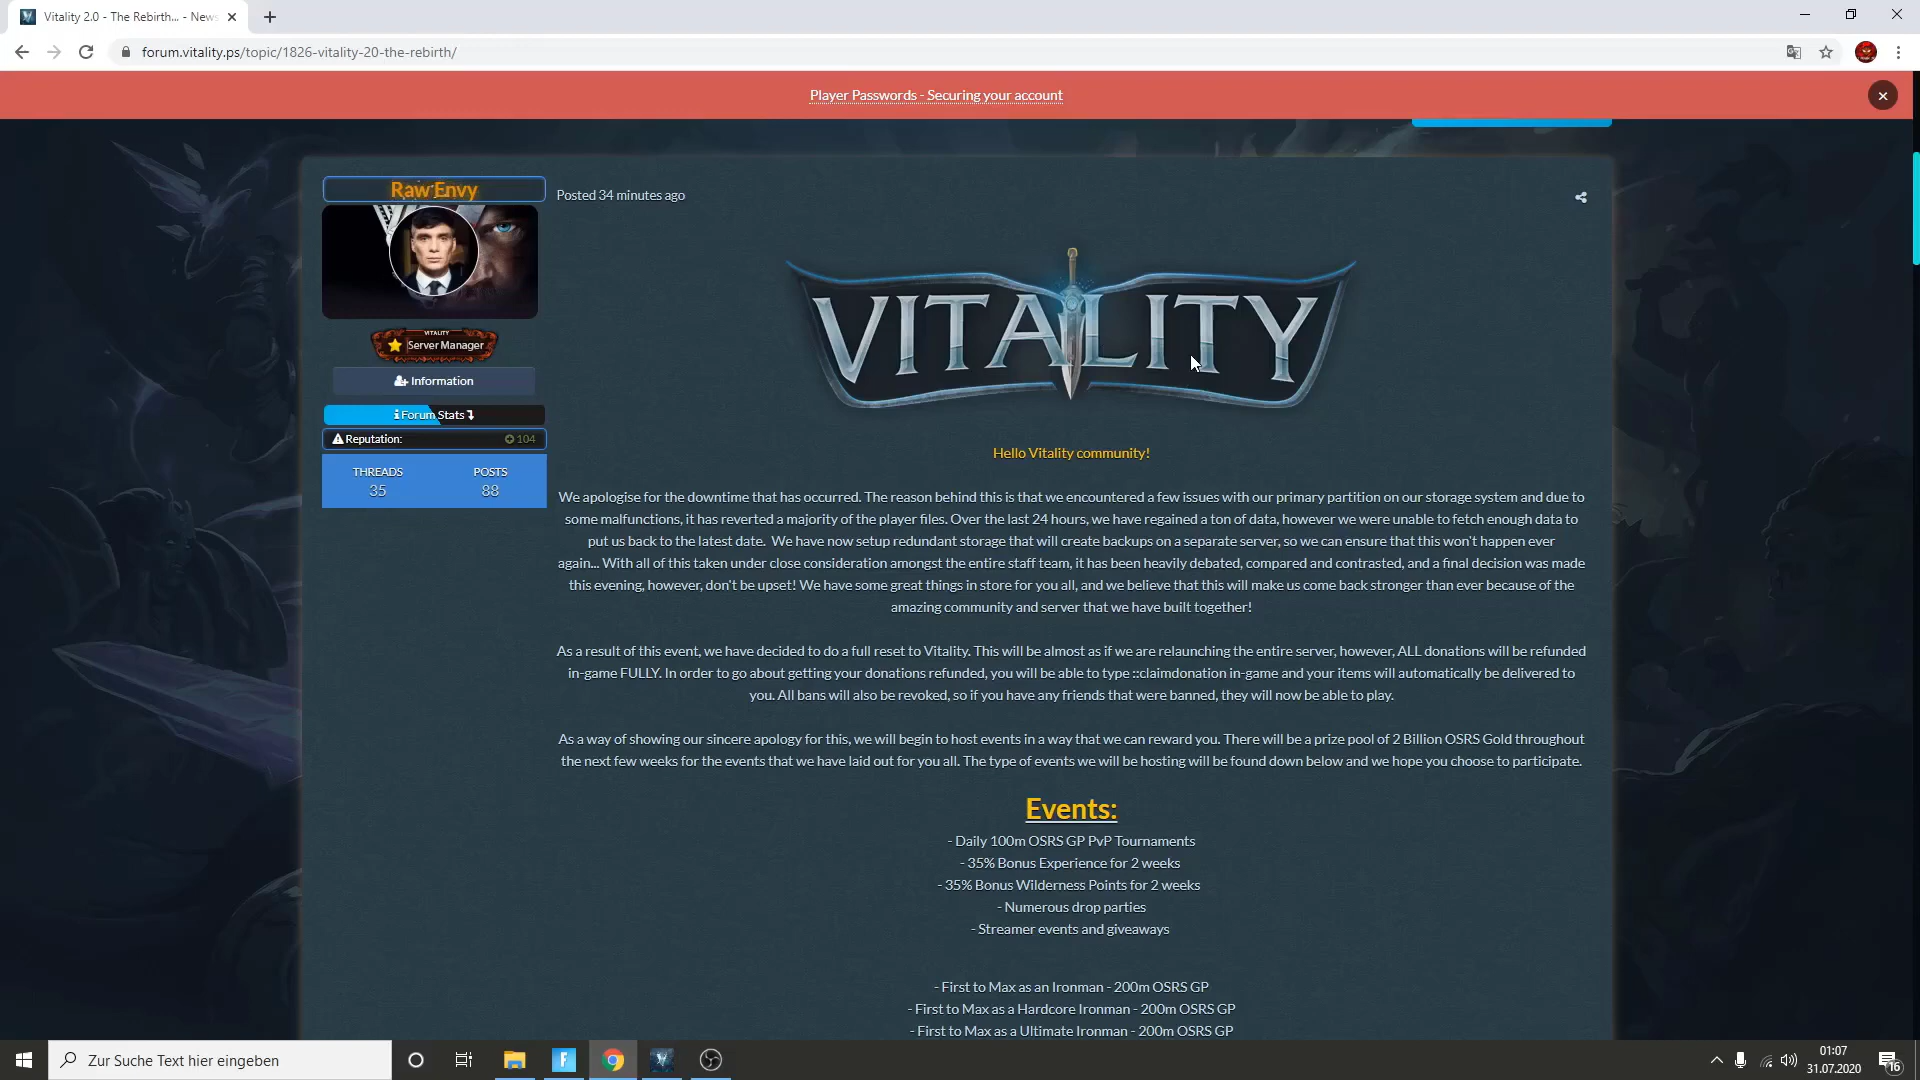 Vitality 2.0 - The Rebirth... - News
forum.vitality.ps/topic/1826-vitality-20-the-rebirth/
Player Passwords - Securing your account
Raw Envy
Posted 34 minutes ago
VITALITY
VITALITY
Server Manager
Information
Forum Stats
Reputation: 104
THREADS POSTS
35 88
Hello Vitality community!
We apologise for the downtime that has occurred. The reason behind this is that we encountered a few issues with our primary partition on our storage system and due to
some malfunctions, it has reverted a majority of the player files. Over the last 24 hours, we have regained a ton of data, however we were unable to fetch enough data to
put us back to the latest date. We have now setup redundant storage that will create backups on a separate server, so we can ensure that this won't happen ever
again... With all of this taken under close consideration amongst the entire staff team, it has been heavily debated, compared and contrasted, and a final decision was made
this evening, however, don't be upset! We have some great things in store for you all, and we believe that this will make us come back stronger than ever because of the
amazing community and server that we have built together!
As a result of this event, we have decided to do a full reset to Vitality. This will be almost as if we are relaunching the entire server, however, ALL donations will be refunded
in-game FULLY. In order to go about getting your donations refunded, you will be able to type ::claimdonation in-game and your items will automatically be delivered to
you. All bans will also be revoked, so if you have any friends that were banned, they will now be able to play.
As a way of showing our sincere apology for this, we will begin to host events in a way that we can reward you. There will be a prize pool of 2 Billion OSRS Gold throughout
the next few weeks for the events that we have laid out for you all. The type of events we will be hosting will be found down below and we hope you choose to participate.
Events:
- Daily 100m OSRS GP PvP Tournaments
- 35% Bonus Experience for 2 weeks
- 35% Bonus Wilderness Points for 2 weeks
- Numerous drop parties
- Streamer events and giveaways
- First to Max as an Ironman - 200m OSRS GP
- First to Max as a Hardcore Ironman - 200m OSRS GP
- First to Max as a Ultimate Ironman - 200m OSRS GP
Zur Suche Text hier eingeben
01:07
31.07.2020
16